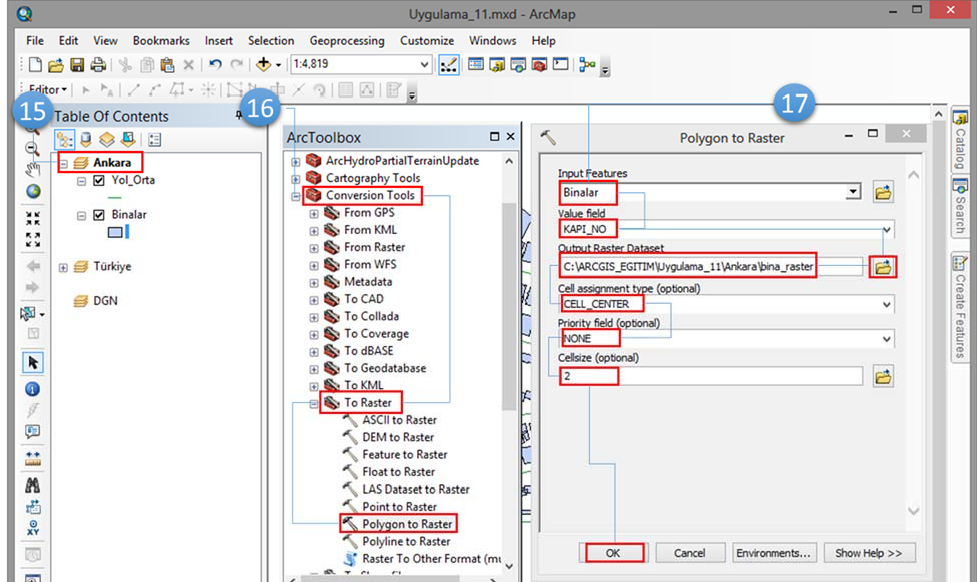 Uygulama_11.mxd - ArcMap
File Edit View Bookmarks Insert Selection Geoprocessing Customize Windows Help
1:4,819
Editor
15
16
17
Table Of Contents
Ankara
Yol_Orta
Binalar
Türkiye
DGN
ArcToolbox
ArcHydroPartialTerrainUpdate
Cartography Tools
Conversion Tools
From GPS
From KML
From Raster
From WFS
Metadata
To CAD
To Collada
To Coverage
To dBASE
To Geodatabase
To KML
To Raster
ASCII to Raster
DEM to Raster
Feature to Raster
Float to Raster
LAS Dataset to Raster
Point to Raster
Polygon to Raster
Polyline to Raster
Raster To Other Format
Polygon to Raster
Input Features
Binalar
Value field
KAPI_NO
Output Raster Dataset
C:\ARCGIS_EGITIM\Uygulama_11\Ankara\bina_raster
Cell assignment type (optional)
CELL_CENTER
Priority field (optional)
NONE
Cellsize (optional)
2
OK Cancel Environments... Show Help >>
Catalog
Search
Create Features
XY